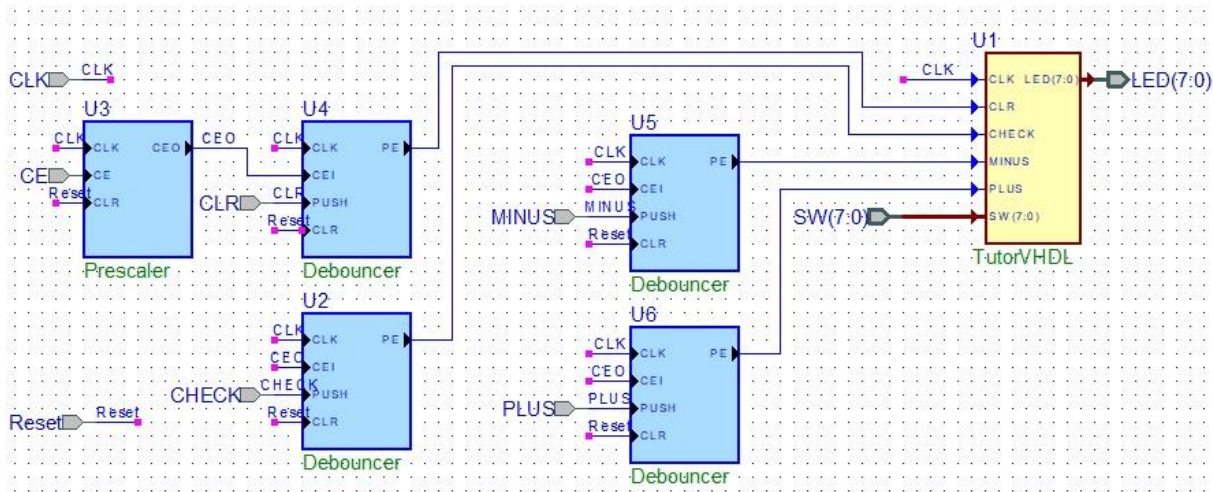 U1
CLK CLK
CLK
CLK LED(7:0)
LED(7:0)
U3
U4
CLR
U5
CLK
CLK CEO
CEO
CLK
CLK PE
CHECK
CE
CE
CEI
CLK
CLK PE
MINUS
Reset
CLR
CLR
CLR
PUSH
CEO
CEI
PLUS
Reset
CLR
MINUS
MINUS
PUSH
SW(7:0)
SW(7:0)
Reset
CLR
Prescaler
Debouncer
TutorVHDL
Debouncer
U2
U6
CLK
CLK PE
CLK
CLK PE
CEO
CEI
CEO
CEI
CHECK
CHECK
PUSH
PLUS
PLUS
PUSH
Reset
Reset
Reset
CLR
Reset
CLR
Debouncer
Debouncer